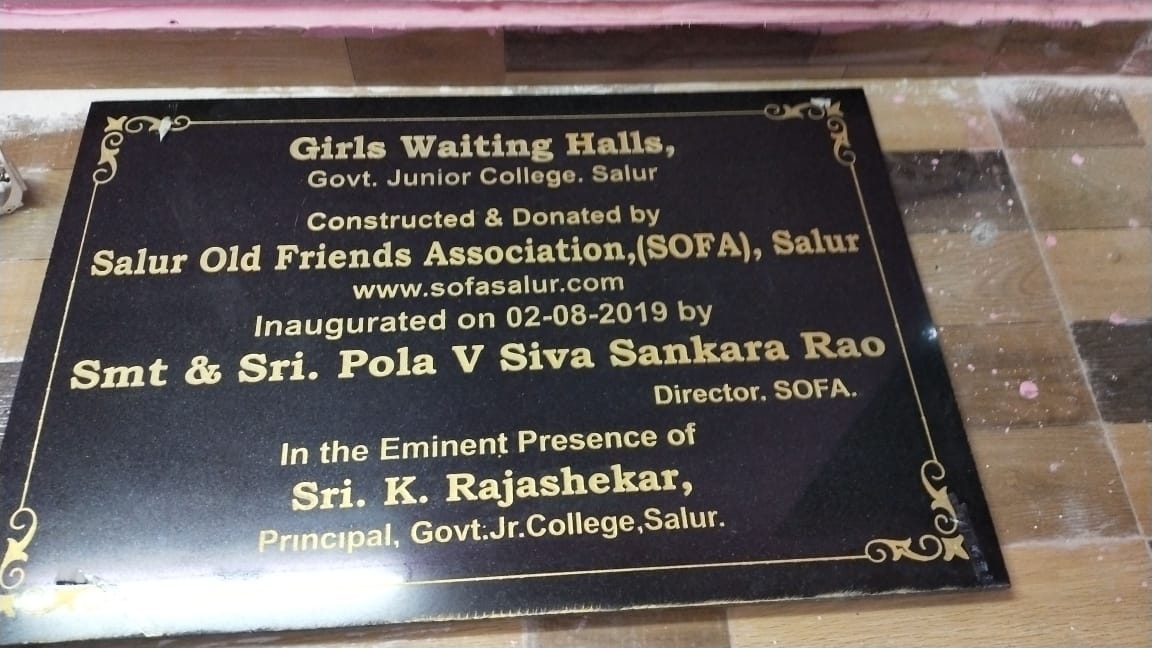 Girls Waiting Halls,
Govt. Junior College. Salur
Constructed & Donated by
Salur Old Friends Association,(SOFA), Salur
www.sofasalur.com
Inaugurated on 02-08-2019 by
Smt & Sri. Pola V Siva Sankara Rao
Director. SOFA.
In the Eminent Presence of
Sri. K. Rajashekar,
Principal, Govt.Jr.College,Salur.